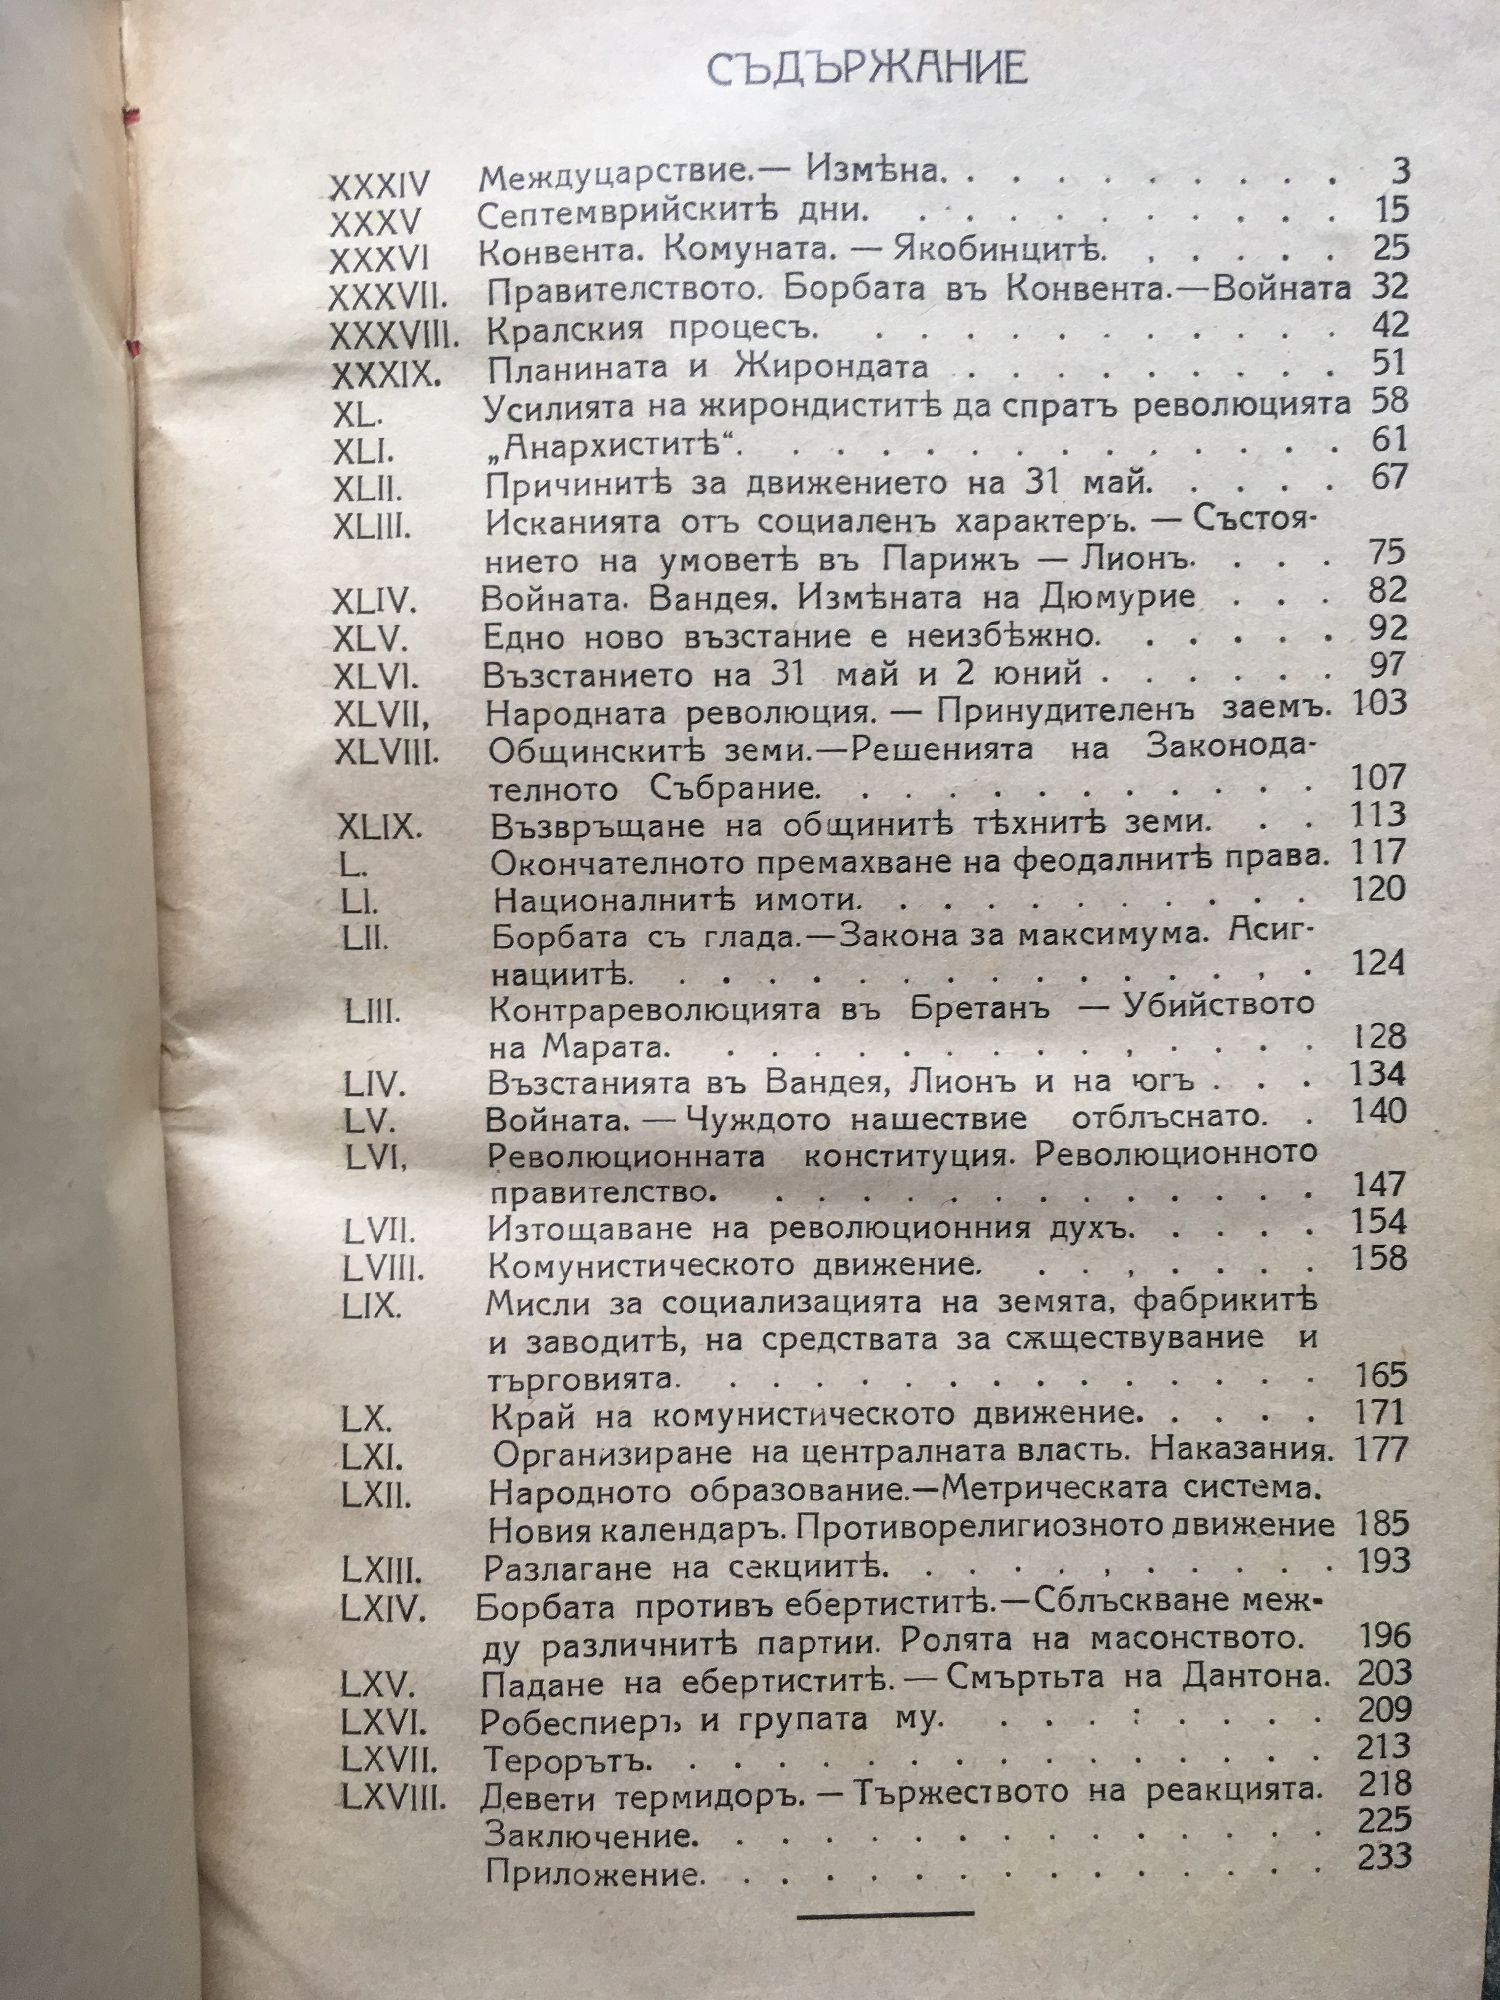 СЪДЪРЖАНИЕ
XXXIV Междуцарствие.— Измѣна. . . . . . . . . . 3
XXXV Септемврийскитѣ дни. . . . . . . . . . . 15
XXXVI Конвента. Комуната. — Якобинцитѣ. . . . . . 25
XXXVII. Правителството. Борбата въ Конвента.—Войната 32
XXXVIII. Кралския процесъ. . . . . . . . . . . . 42
XXXIX. Планината и Жирондата . . . . . . . . . 51
XL. Усилията на жирондиститѣ да спратъ революцията 58
XLI. „Анархиститѣ“. . . . . . . . . . . . . . 61
XLII. Причинитѣ за движението на 31 май. . . . . 67
XLIII. Исканията отъ социаленъ характеръ. — Състоя-
нието на умоветѣ въ Парижъ — Лионъ. . . . 75
XLIV. Войната. Вандея. Измѣната на Дюмурие . . . 82
XLV. Едно ново възстание е неизбѣжно. . . . . . 92
XLVI. Възстанието на 31 май и 2 юний . . . . . . 97
XLVII, Народната революция. — Принудителенъ заемъ. 103
XLVIII. Общинскитѣ земи.—Решенията на Законода-
телното Събрание. . . . . . . . . . . . 107
XLIX. Възвръщане на общинитѣ тѣхнитѣ земи. . . 113
L. Окончателното премахване на феодалнитѣ права. 117
LI. Националнитѣ имоти. . . . . . . . . . . 120
LII. Борбата съ глада.—Закона за максимума. Асиг-
нациитѣ. . . . . . . . . . . . . . , . 124
LIII. Контрареволюцията въ Бретанъ — Убийството
на Марата. . . . . . . . . . , . . . . . 128
LIV. Възстанията въ Вандея, Лионъ и на югъ . . . 134
LV. Войната. — Чуждото нашествие отблъснато. . 140
LVI, Революционната конституция. Революционното
правителство. . . . . . . . . . . . . . 147
LVII. Изтощаване на революционния духъ. . . . . 154
LVIII. Комунистическото движение. . . , . . . . 158
LIX. Мисли за социализацията на земята, фабрикитѣ
и заводитѣ, на средствата за сѫществувание и
търговията. . . . . . . . . . . . . . . 165
LX. Край на комунистическото движение. . . . . 171
LXI. Организиране на централната власть. Наказания. 177
LXII. Народното образование.—Метрическата система.
Новия календаръ. Противорелигиозното движение 185
LXIII. Разлагане на секциитѣ. . . . . , . . . . . 193
LXIV. Борбата противъ ебертиститѣ.—Сблъскване меж-
ду различнитѣ партии. Ролята на масонството. 196
LXV. Падане на ебертиститѣ. — Смъртьта на Дантона. 203
LXVI. Робеспиеръ и групата му. . . . : . . . . 209
LXVII. Терорътъ. . . . . . . . . . . . . . . . 213
LXVIII. Девети термидоръ. — Тържеството на реакцията. 218
Заключение. . . . . . . . . . . . . . . 225
Приложение. . . . . . . . . . . . . . . 233